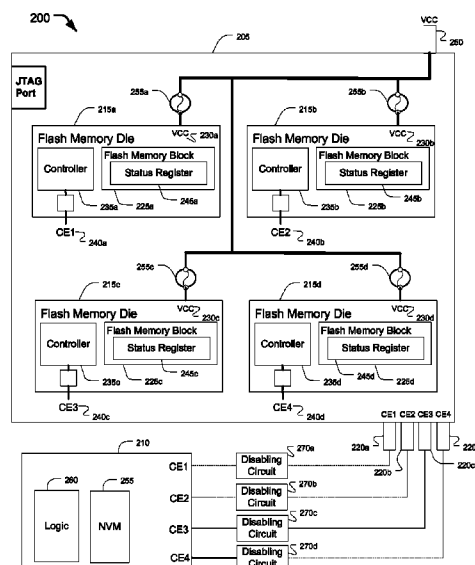 200
205
VCC
260
JTAG
Port
255a
255b
215a
VCC
230a
215b
VCC
230b
Flash Memory Die
Flash Memory Die
Controller
Flash Memory Block
Status Register
Controller
Flash Memory Block
Status Register
235a
225a
245a
235b
225b
245b
CE1
240a
CE2
240b
255c
255d
215c
VCC
230c
215d
VCC
230d
Flash Memory Die
Flash Memory Die
Controller
Flash Memory Block
Status Register
Controller
Flash Memory Block
Status Register
235c
225c
245c
235d
245d
225d
CE3
240c
CE4
240d
CE1 CE2 CE3 CE4
210
270a
220a
220b
220c
CE1
Disabling
Circuit
270b
CE2
Disabling
Circuit
260
255
270c
Logic
NVM
CE3
Disabling
Circuit
270d
CE4
Disabling
Circuit